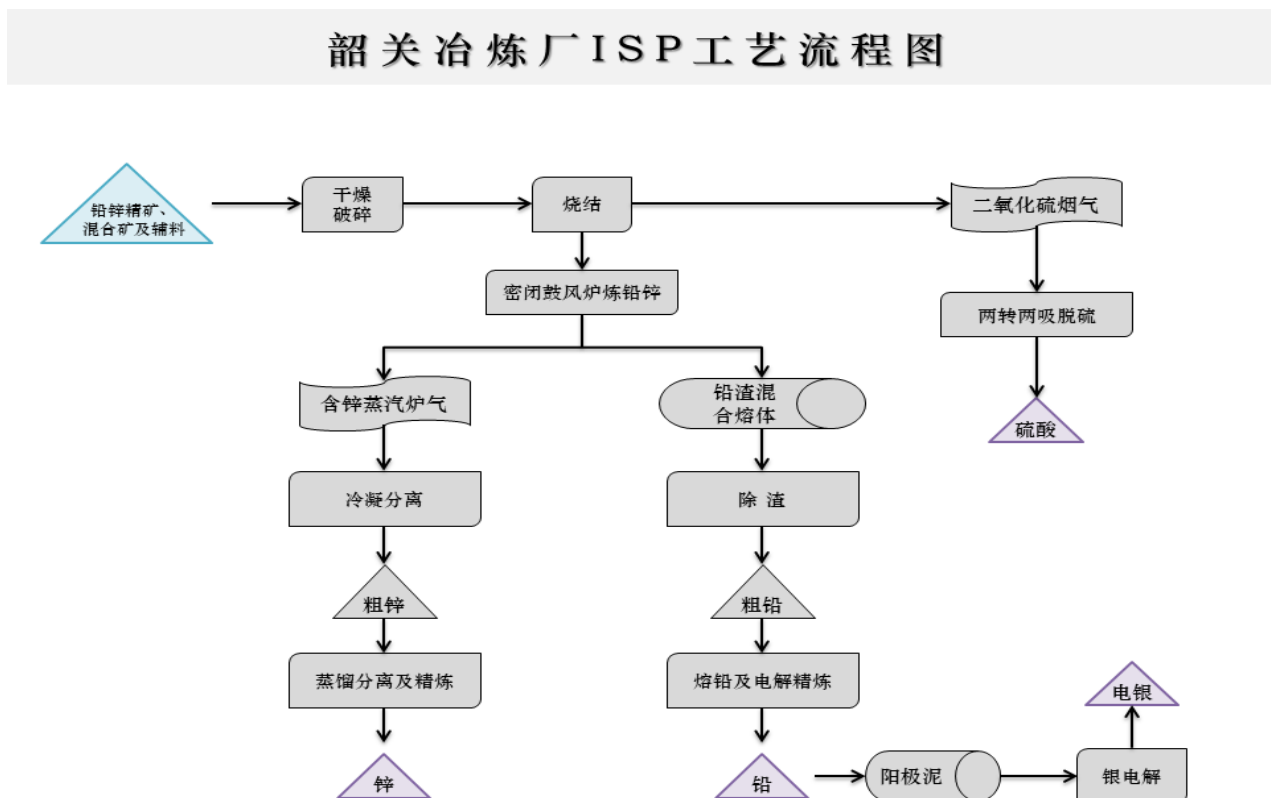 韶关冶炼厂ISP工艺流程图
铅锌精矿、
混合矿及辅料
干燥
破碎
烧结
二氧化硫烟气
密闭鼓风炉炼铅锌
两转两吸脱硫
含锌蒸汽炉气
铅渣混
合熔体
硫酸
冷凝分离
除 渣
粗锌
粗铅
蒸馏分离及精炼
熔铅及电解精炼
电银
锌
铅
阳极泥
银电解